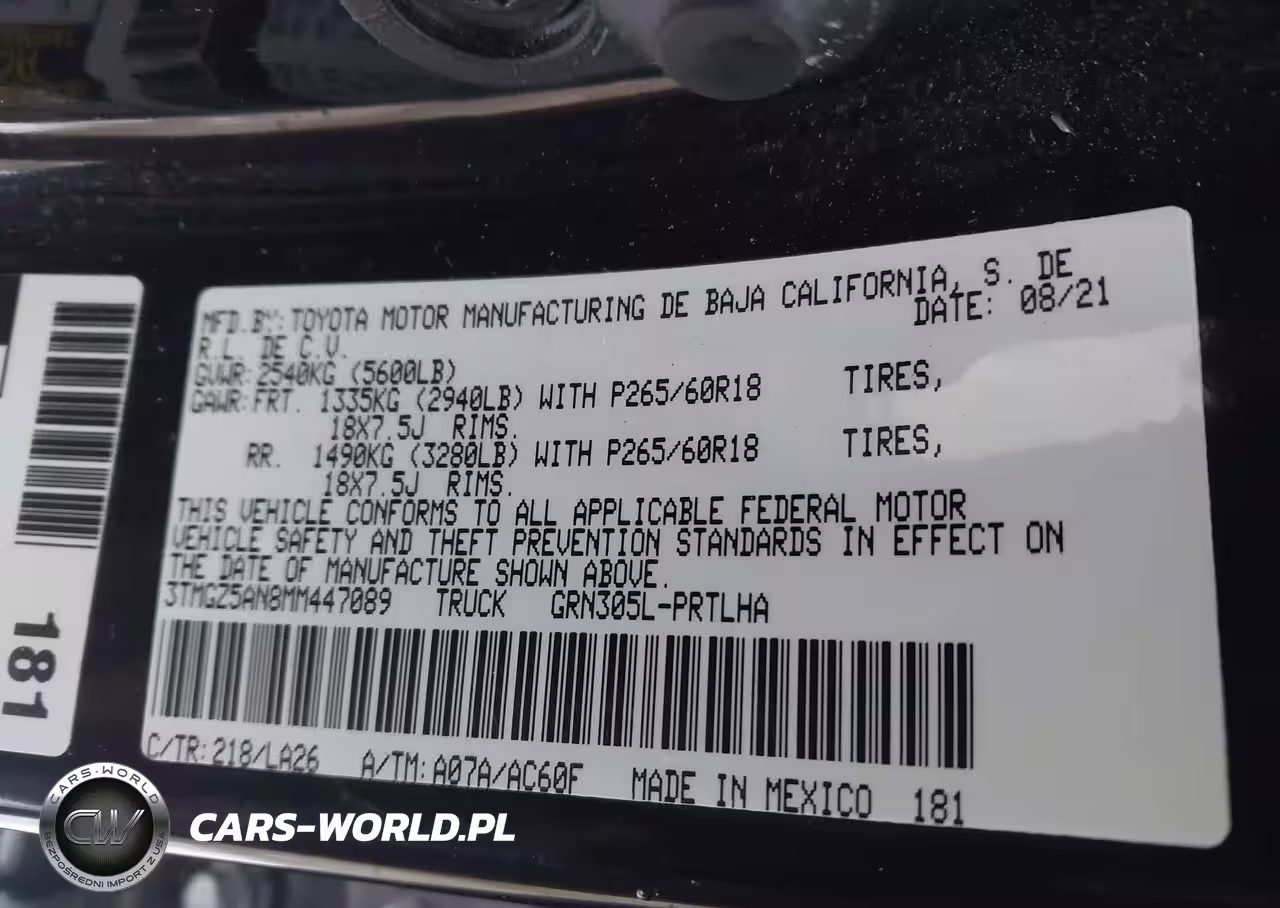 MFD.BY:TOYOTA MOTOR MANUFACTURING DE BAJA CALIFORNIA, S. DE
R.L. DE C.V.
DATE: 08/21
GVWR:2540KG (5600LB)
GAWR:FRT. 1335KG (2940LB) WITH P265/60R18 TIRES,
18X7.5J RIMS.
RR. 1490KG (3280LB) WITH P265/60R18 TIRES,
18X7.5J RIMS.
THIS VEHICLE CONFORMS TO ALL APPLICABLE FEDERAL MOTOR
VEHICLE SAFETY AND THEFT PREVENTION STANDARDS IN EFFECT ON
THE DATE OF MANUFACTURE SHOWN ABOVE.
3TMGZ5AN8MM447089 TRUCK GRN305L-PRTLHA
C/TR:218/LA26 A/TM:A07A/AC60F MADE IN MEXICO 181
181
CARS-WORLD
CW
BEZPOŚREDNI IMPORT Z USA
CARS-WORLD.PL